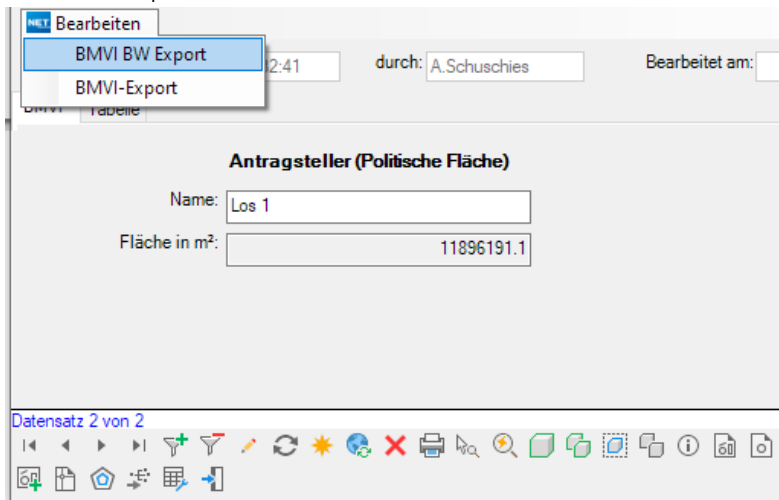 NET Bearbeiten
BMVI BW Export
2:41 durch: A.Schuschies Bearbeitet am:
BMVI-Export
BMVI Tabelle
Antragsteller (Politische Fläche)
Name: Los 1
Fläche in m²: 11896191.1
Datensatz 2 von 2